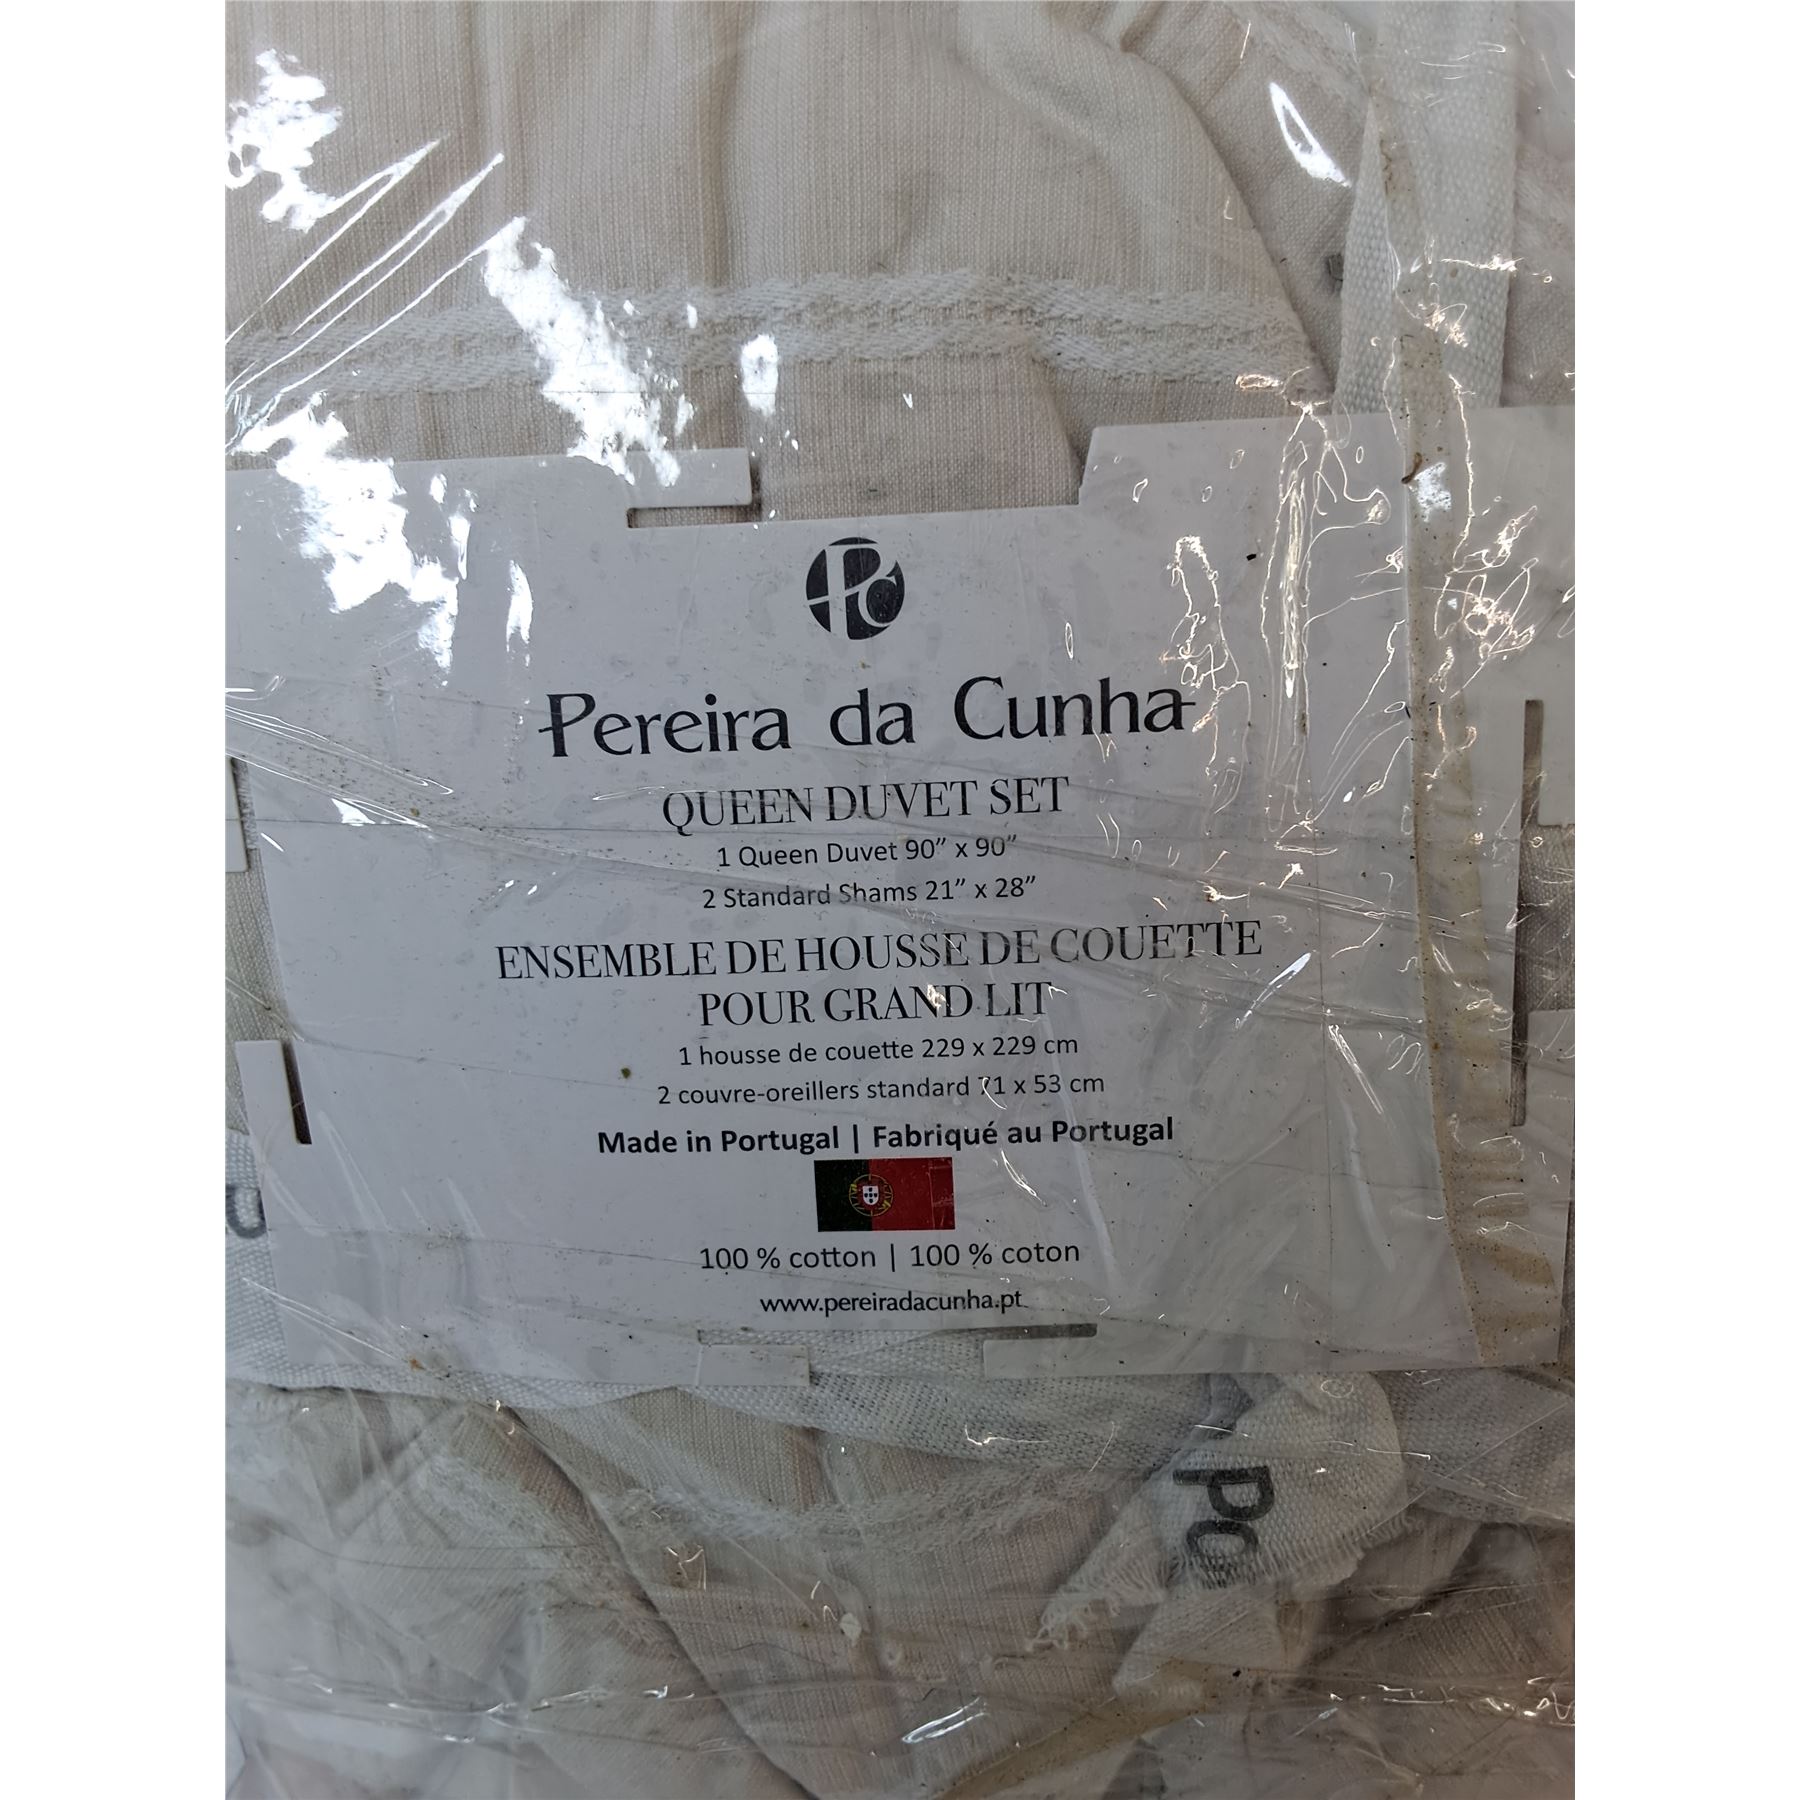 Pc
Pereira da Cunha
QUEEN DUVET SET
1 Queen Duvet 90” x 90”
2 Standard Shams 21” x 28”
ENSEMBLE DE HOUSSE DE COUETTE
POUR GRAND LIT
1 housse de couette 229 x 229 cm
2 couvre-oreillers standard 71 x 53 cm
Made in Portugal | Fabriqué au Portugal
100 % cotton | 100 % coton
www.pereiradacunha.pt